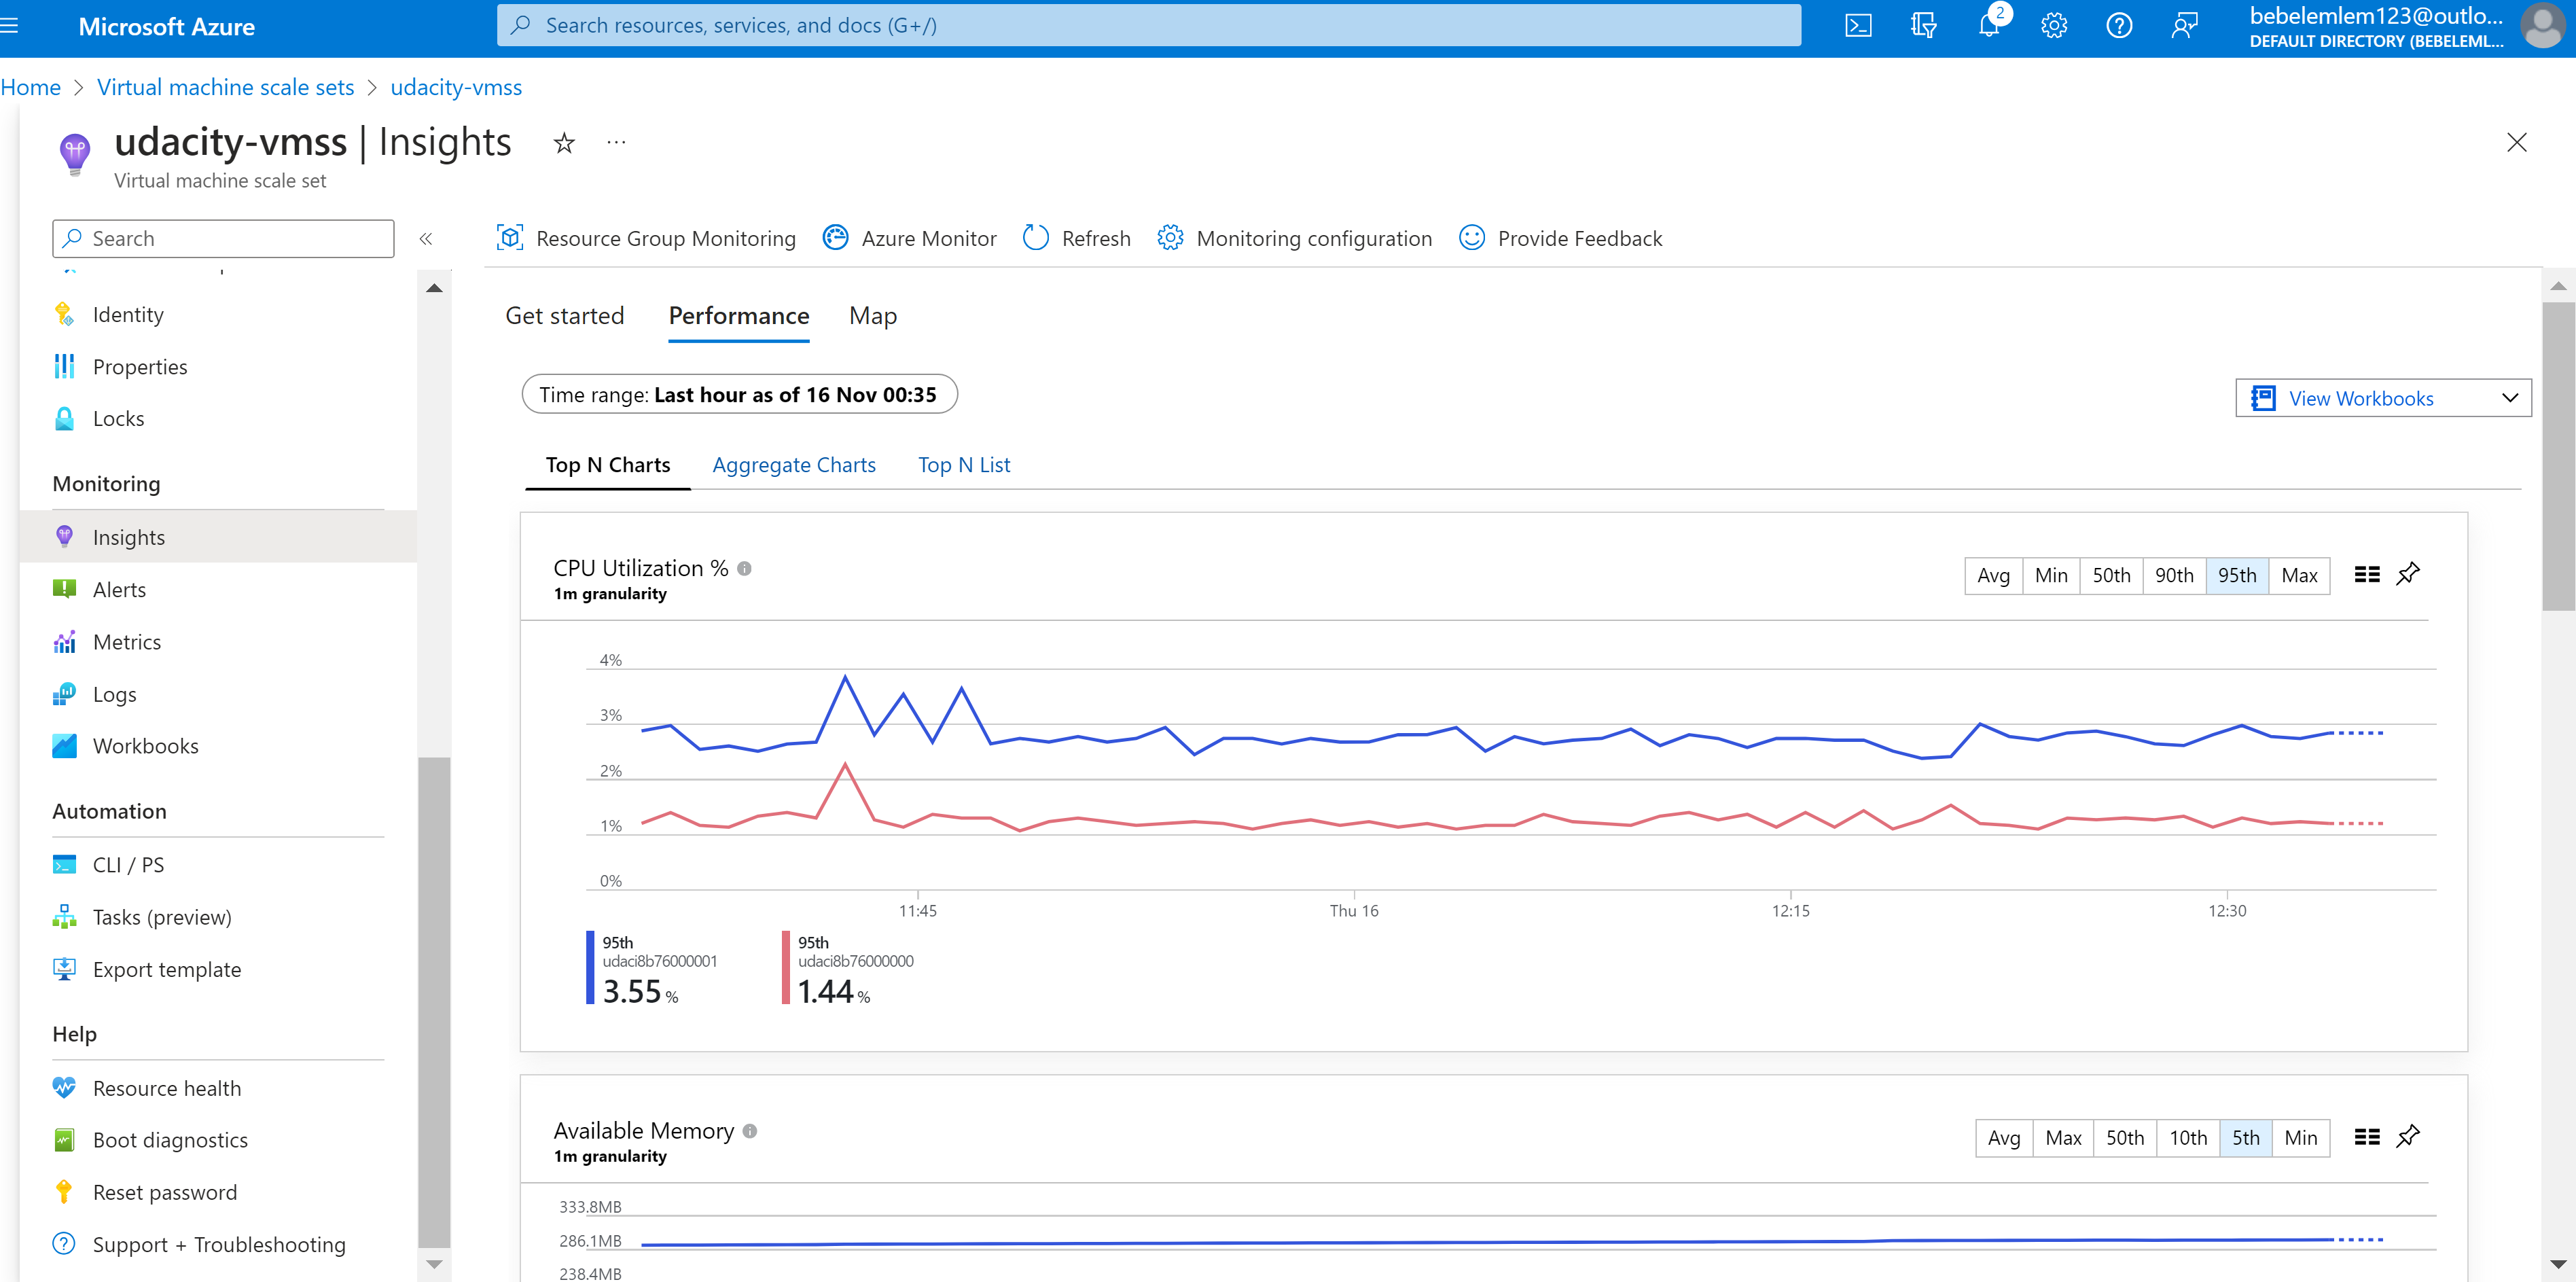 Microsoft Azure
Search resources, services, and docs (G+/)
2
bebelemlem123@outlo...
DEFAULT DIRECTORY (BEBELEML...
Home > Virtual machine scale sets > udacity-vmss
udacity-vmss | Insights
Virtual machine scale set
Search
Resource Group Monitoring
Azure Monitor
Refresh
Monitoring configuration
Provide Feedback
Identity
Properties
Locks
Monitoring
Insights
Alerts
Metrics
Logs
Workbooks
Automation
CLI / PS
Tasks (preview)
Export template
Help
Resource health
Boot diagnostics
Reset password
Support + Troubleshooting
Get started
Performance
Map
Time range: Last hour as of 16 Nov 00:35
View Workbooks
Top N Charts
Aggregate Charts
Top N List
CPU Utilization %
1m granularity
Avg
Min
50th
90th
95th
Max
4%
3%
2%
1%
0%
11:45
Thu 16
12:15
12:30
95th
udaci8b76000001
3.55 %
95th
udaci8b76000000
1.44 %
Available Memory
1m granularity
Avg
Max
50th
10th
5th
Min
333.8MB
286.1MB
238.4MB